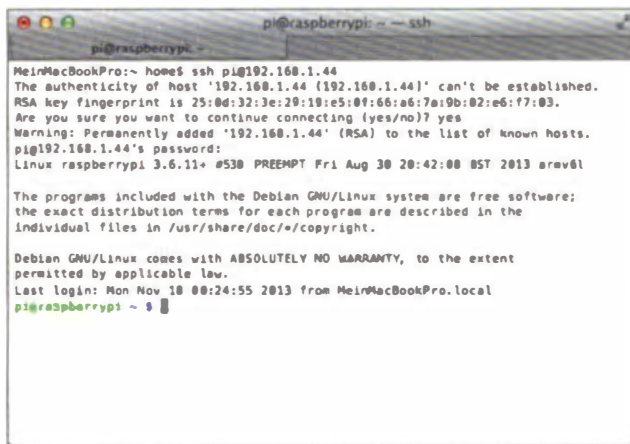 pi@raspberrypi: ~ — ssh
pi@raspberrypi: ~
MeinMacBookPro:~ home$ ssh pi@192.168.1.44
The authenticity of host '192.168.1.44 (192.168.1.44)' can't be established.
RSA key fingerprint is 25:0d:32:3e:29:19:e5:0f:66:a6:7a:9b:02:e6:f7:03.
Are you sure you want to continue connecting (yes/no)? yes
Warning: Permanently added '192.168.1.44' (RSA) to the list of known hosts.
pi@192.168.1.44's password:
Linux raspberrypi 3.6.11+ #530 PREEMPT Fri Aug 30 20:42:08 BST 2013 armv6l
The programs included with the Debian GNU/Linux system are free software;
the exact distribution terms for each program are described in the
individual files in /usr/share/doc/*/copyright.
Debian GNU/Linux comes with ABSOLUTELY NO WARRANTY, to the extent
permitted by applicable law.
Last login: Mon Nov 18 00:24:55 2013 from MeinMacBookPro.local
pi@raspberrypi ~ $